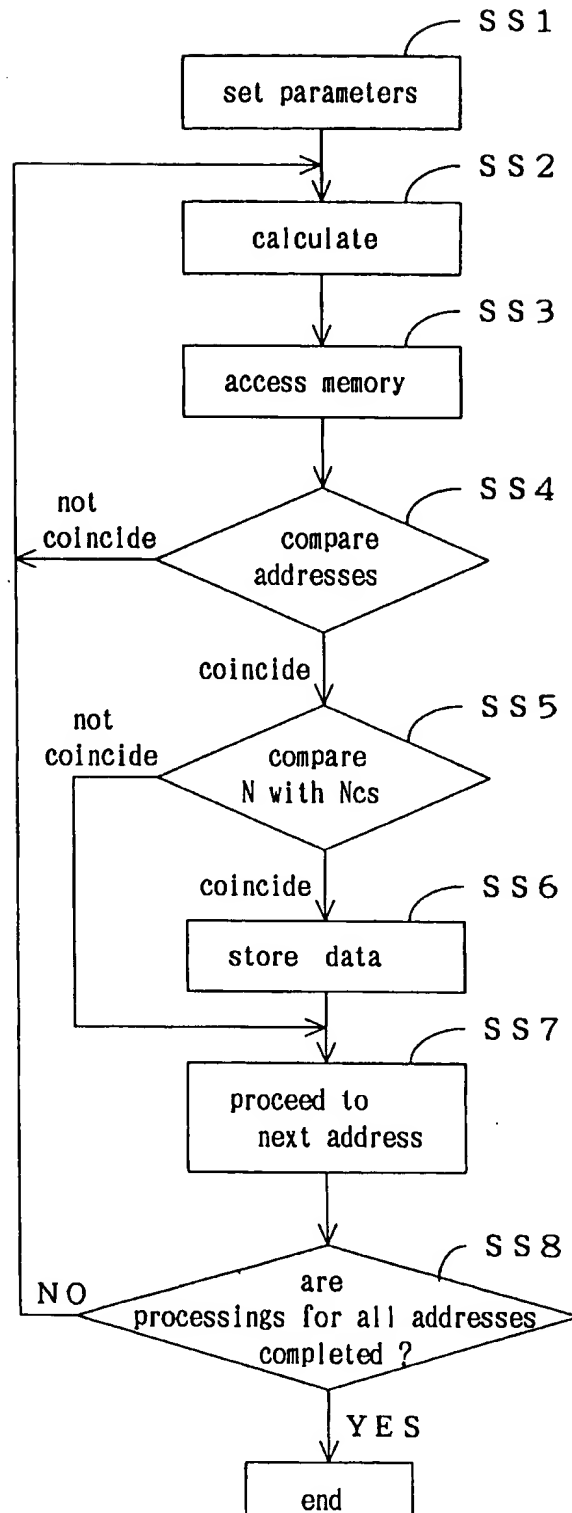 SS1
set parameters
SS2
calculate
SS3
access memory
SS4
not
coincide
compare
addresses
coincide
SS5
not
coincide
compare
N with Ncs
coincide
SS6
store data
SS7
proceed to
next address
SS8
NO
are
processings for all addresses
completed ?
YES
end